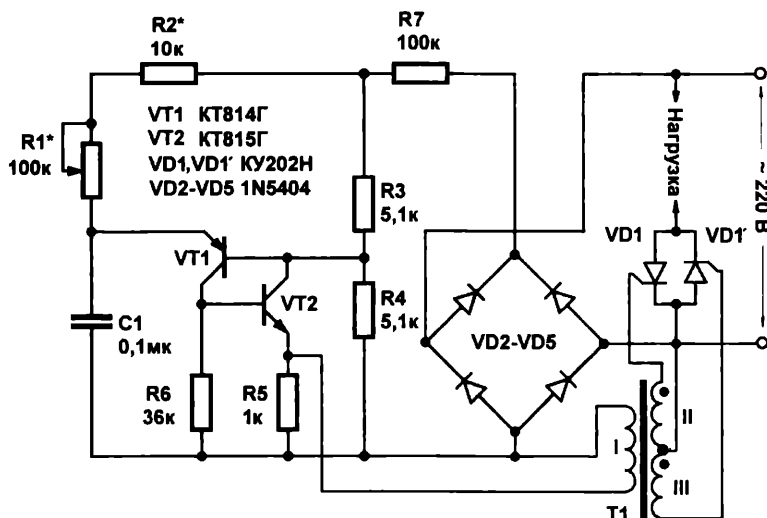 R2*
10к
R7
100к
VT1 КТ814Г
VT2 КТ815Г
VD1,VD1′ КУ202Н
VD2-VD5 1N5404
R1*
100к
R3
5,1к
Нагрузка
~ 220 В
VD1
VD1′
VT1
VT2
R4
5,1к
C1
0,1мк
VD2-VD5
R6
36к
R5
1к
I
II
III
T1